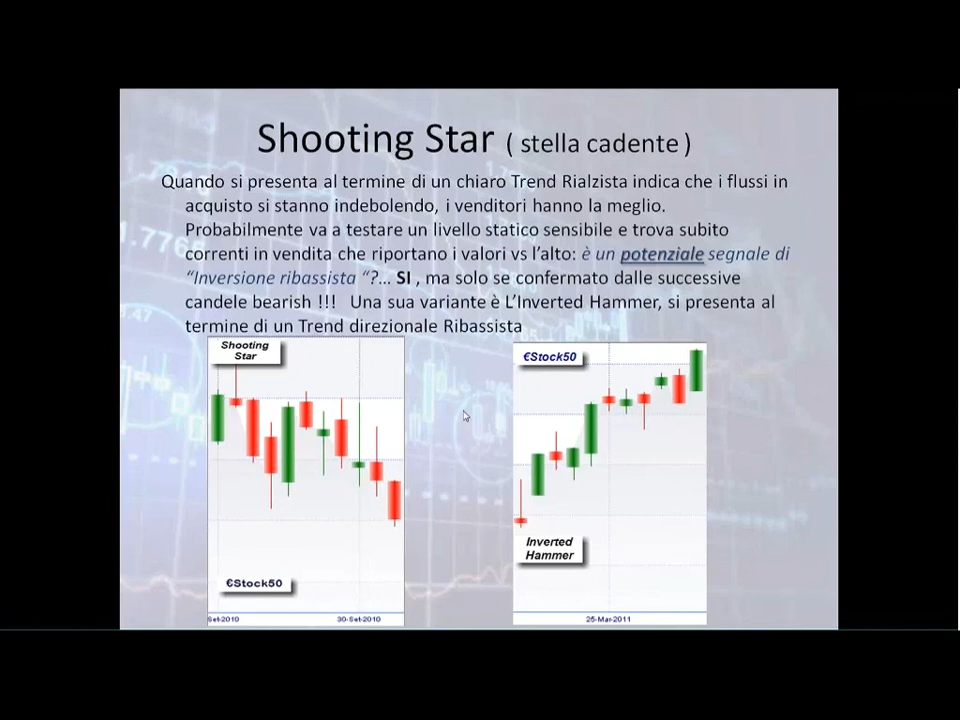 Shooting Star ( stella cadente )
Quando si presenta al termine di un chiaro Trend Rialzista indica che i flussi in
acquisto si stanno indebolendo, i venditori hanno la meglio.
Probabilmente va a testare un livello statico sensibile e trova subito
correnti in vendita che riportano i valori vs l'alto: è un potenziale segnale di
“Inversione ribassista “?... SI , ma solo se confermato dalle successive
candele bearish !!! Una sua variante è L'Inverted Hammer, si presenta al
termine di un Trend direzionale Ribassista
Shooting
Star
€Stock50
Set-2010
30-Set-2010
€Stock50
Inverted
Hammer
25-Mar-2011
1.7765